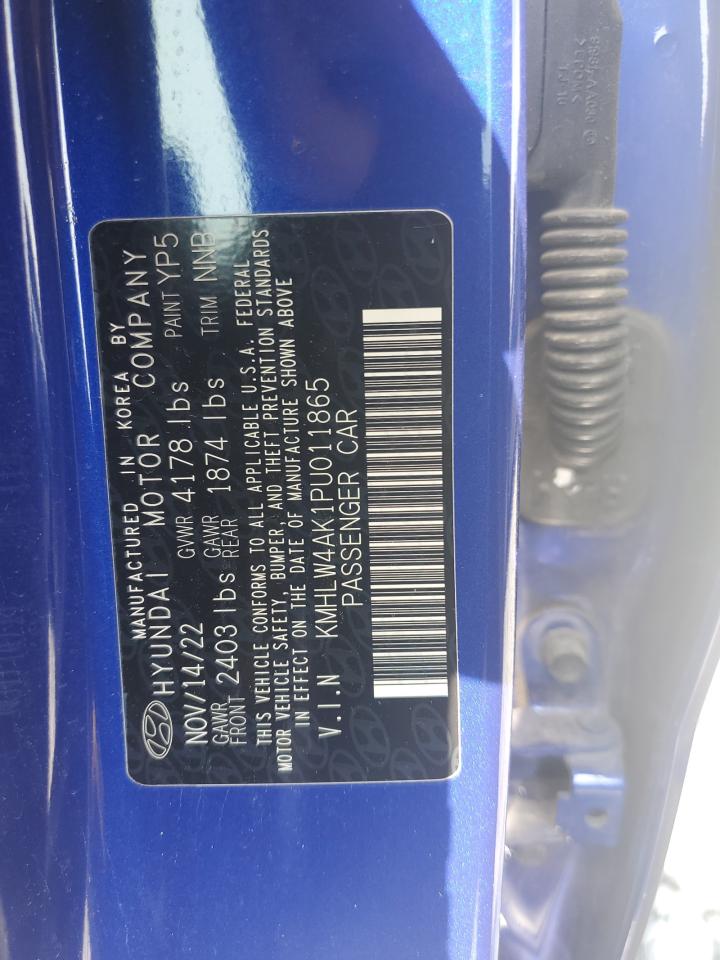 MANUFACTURED IN KOREA BY
HYUNDAI MOTOR COMPANY
NOV/14/22 GVWR 4178 lbs PAINT YP5
GAWR FRONT 2403 lbs GAWR REAR 1874 lbs TRIM NNB
THIS VEHICLE CONFORMS TO ALL APPLICABLE U.S.A. FEDERAL
MOTOR VEHICLE SAFETY, BUMPER, AND THEFT PREVENTION STANDARDS
IN EFFECT ON THE DATE OF MANUFACTURE SHOWN ABOVE
V.I.N KMHLW4AK1PU011865
PASSENGER CAR